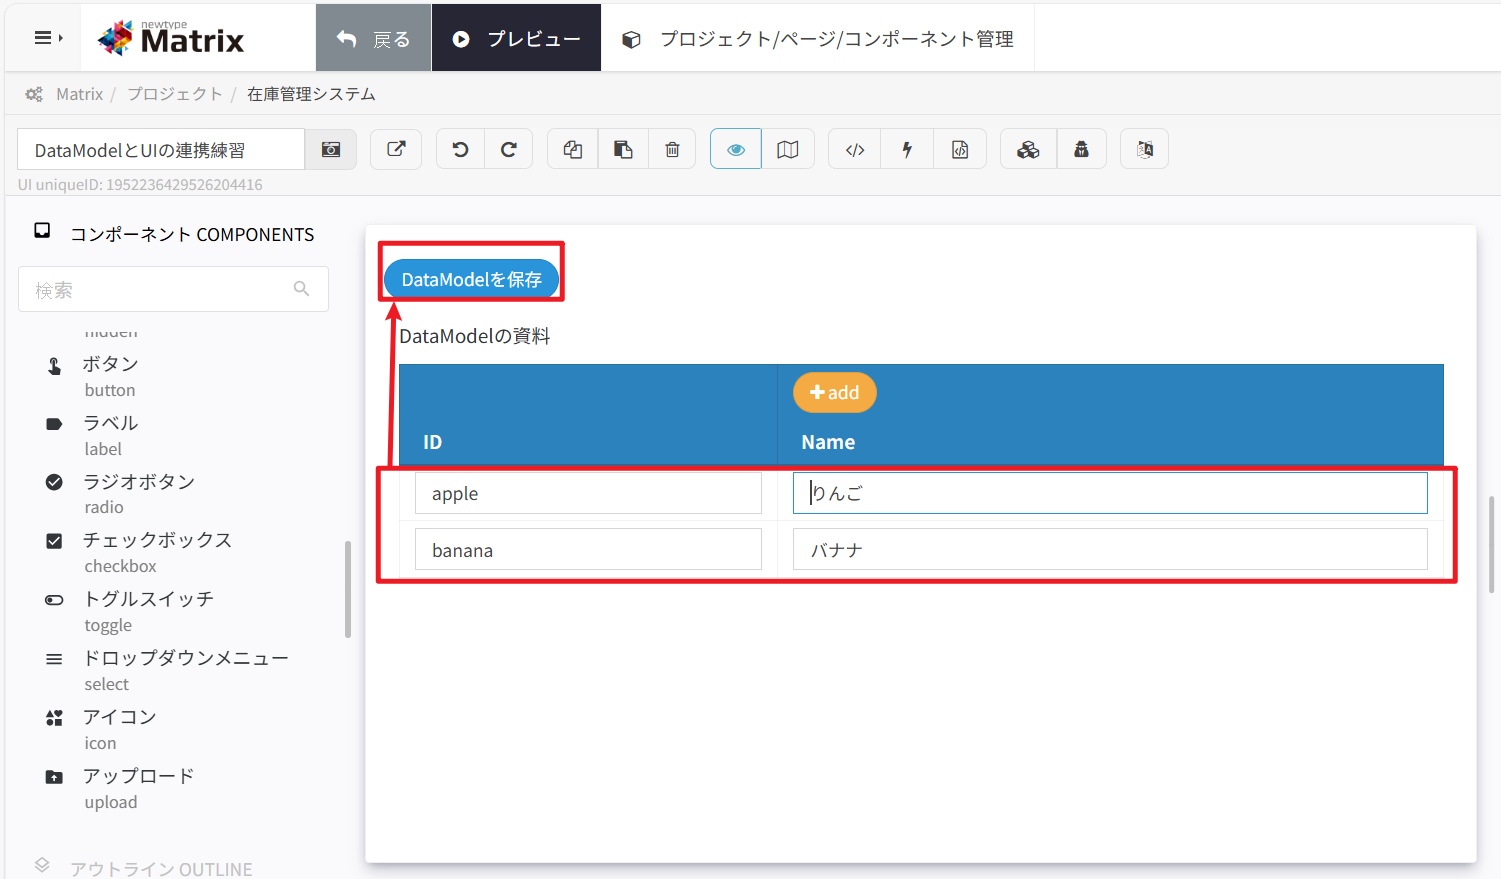 newtype
Matrix
戻る
プレビュー
プロジェクト/ページ/コンポーネント管理
Matrix / プロジェクト / 在庫管理システム
DataModelとUIの連携練習
UI uniqueID: 1952236429526204416
コンポーネント COMPONENTS
検索
hidden
ボタン
button
ラベル
label
ラジオボタン
radio
チェックボックス
checkbox
トグルスイッチ
toggle
ドロップダウンメニュー
select
アイコン
icon
アップロード
upload
アウトライン OUTLINE
DataModelを保存
DataModelの資料
add
ID Name
apple りんご
banana バナナ